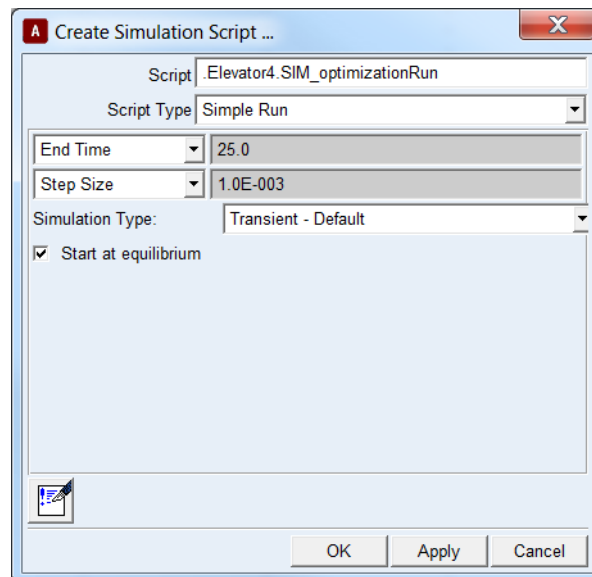 A Create Simulation Script ...
X
Script .Elevator4.SIM_optimizationRun
Script Type Simple Run
End Time 25.0
Step Size 1.0E-003
Simulation Type: Transient - Default
Start at equilibrium
OK Apply Cancel